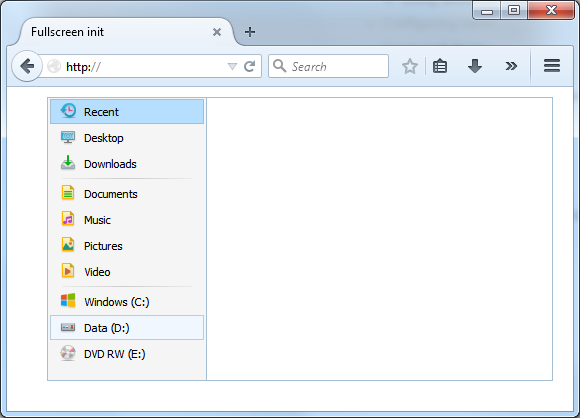 Fullscreen init
http://
Search
Recent
Desktop
Downloads
Documents
Music
Pictures
Video
Windows (C:)
Data (D:)
DVD RW (E:)